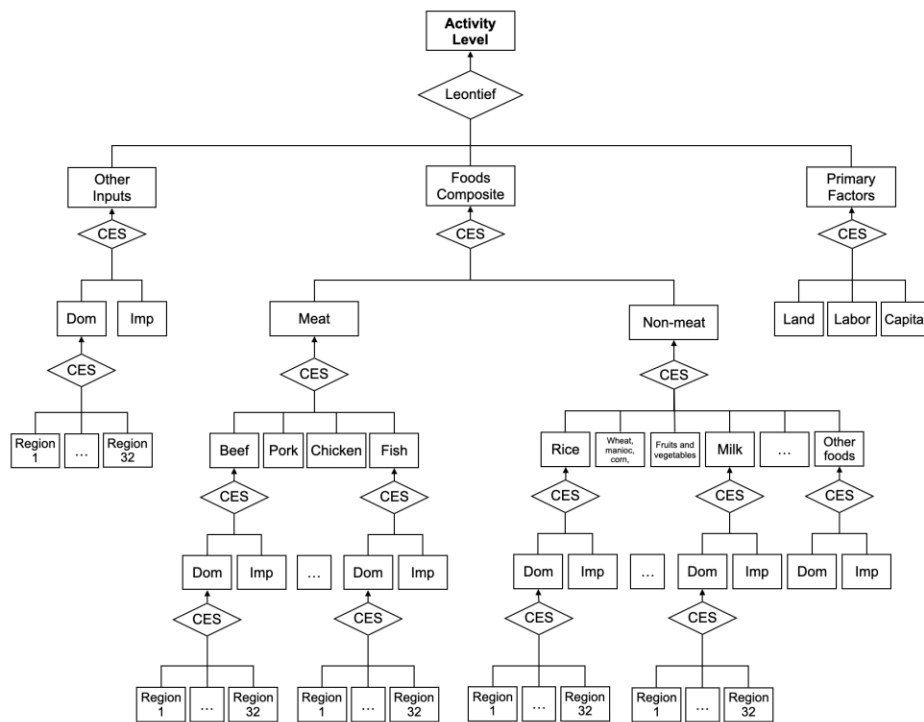 Activity
Level
Leontief
Other
Inputs
Foods
Composite
Primary
Factors
CES
CES
CES
Dom
Imp
Meat
Non-meat
Land
Labor
Capital
CES
CES
CES
Region
1
...
Region
32
Beef
Pork
Chicken
Fish
Rice
Wheat,
manioc,
corn,
Fruits and
vegetables
Milk
...
Other
foods
CES
CES
CES
CES
CES
Dom
Imp
...
Dom
Imp
Dom
Imp
...
Dom
Imp
Dom
Imp
CES
CES
CES
CES
Region
1
...
Region
32
Region
1
...
Region
32
Region
1
...
Region
32
Region
1
...
Region
32